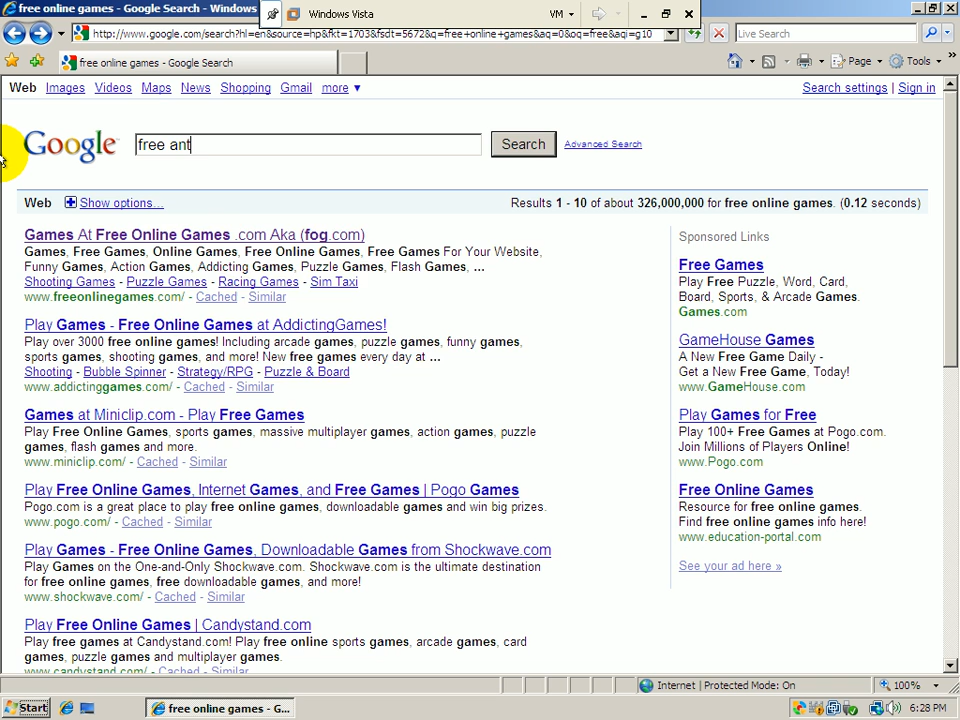 free online games - Google Search - Windows
Windows Vista
VM
http://www.google.com/search?hl=en&source=hp&fkt=1703&fsdt=5672&q=free+online+games&aq=0&oq=free&aqi=g10
Live Search
free online games - Google Search
Page Tools
Web Images Videos Maps News Shopping Gmail more ▼
Search settings | Sign in
Google
free ant
Search
Advanced Search
Web Show options...
Results 1 - 10 of about 326,000,000 for free online games. (0.12 seconds)
Games At Free Online Games .com Aka (fog.com)
Games, Free Games, Online Games, Free Online Games, Free Games For Your Website,
Funny Games, Action Games, Addicting Games, Puzzle Games, Flash Games, ...
Shooting Games - Puzzle Games - Racing Games - Sim Taxi
www.freeonlinegames.com/ - Cached - Similar
Play Games - Free Online Games at AddictingGames!
Play over 3000 free online games! Including arcade games, puzzle games, funny games,
sports games, shooting games, and more! New free games every day at ...
Shooting - Bubble Spinner - Strategy/RPG - Puzzle & Board
www.addictinggames.com/ - Cached - Similar
Games at Miniclip.com - Play Free Games
Play Free Online Games, sports games, massive multiplayer games, action games, puzzle
games, flash games and more.
www.miniclip.com/ - Cached - Similar
Play Free Online Games, Internet Games, and Free Games | Pogo Games
Pogo.com is a great place to play free online games, downloadable games and win big prizes.
www.pogo.com/ - Cached - Similar
Play Games - Free Online Games, Downloadable Games from Shockwave.com
Play Games on the One-and-Only Shockwave.com. Shockwave.com is the ultimate destination
for free online games, free downloadable games, and more!
www.shockwave.com/ - Cached - Similar
Play Free Online Games | Candystand.com
Play free games at Candystand.com! Play free online sports games, arcade games, card
games, puzzle games and multiplayer games.
www.candystand.com/ - Cached - Similar
Sponsored Links
Free Games
Play Free Puzzle, Word, Card,
Board, Sports, & Arcade Games.
Games.com
GameHouse Games
A New Free Game Daily -
Get a New Free Game, Today!
www.GameHouse.com
Play Games for Free
Play 100+ Free Games at Pogo.com.
Join Millions of Players Online!
www.Pogo.com
Free Online Games
Resource for free online games.
Find free online games info here!
www.education-portal.com
See your ad here »
Internet | Protected Mode: On
100%
Start
free online games - G...
6:28 PM